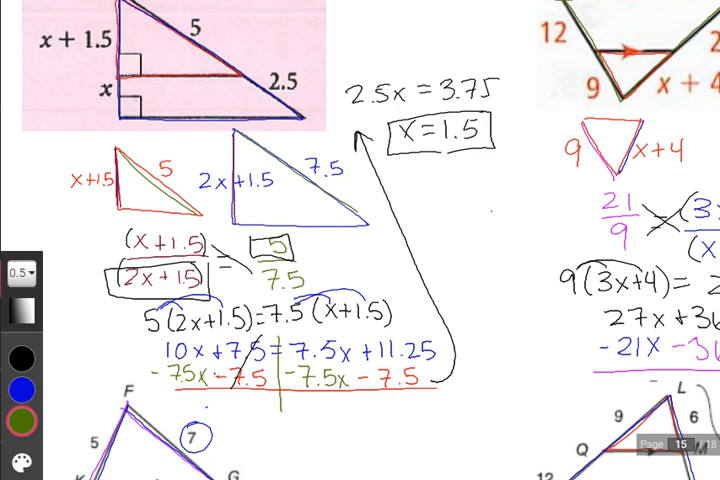 x + 1.5
5
x
2.5
2.5x = 3.75
x = 1.5
x+1.5
5
2x+1.5
7.5
(x+1.5) = 5
2x+1.5 7.5
5(2x+1.5)=7.5(x+1.5)
10x+7.5 = 7.5x+11.25
-7.5x -7.5 -7.5x -7.5
F
5
7
G
12
2
9
x + 4
9
x+4
21 (3
9 (x
9(3x+4)= 2
27x+36
-21x -36
L
9
6
Q
M
12
0.5
Page 15 / 18